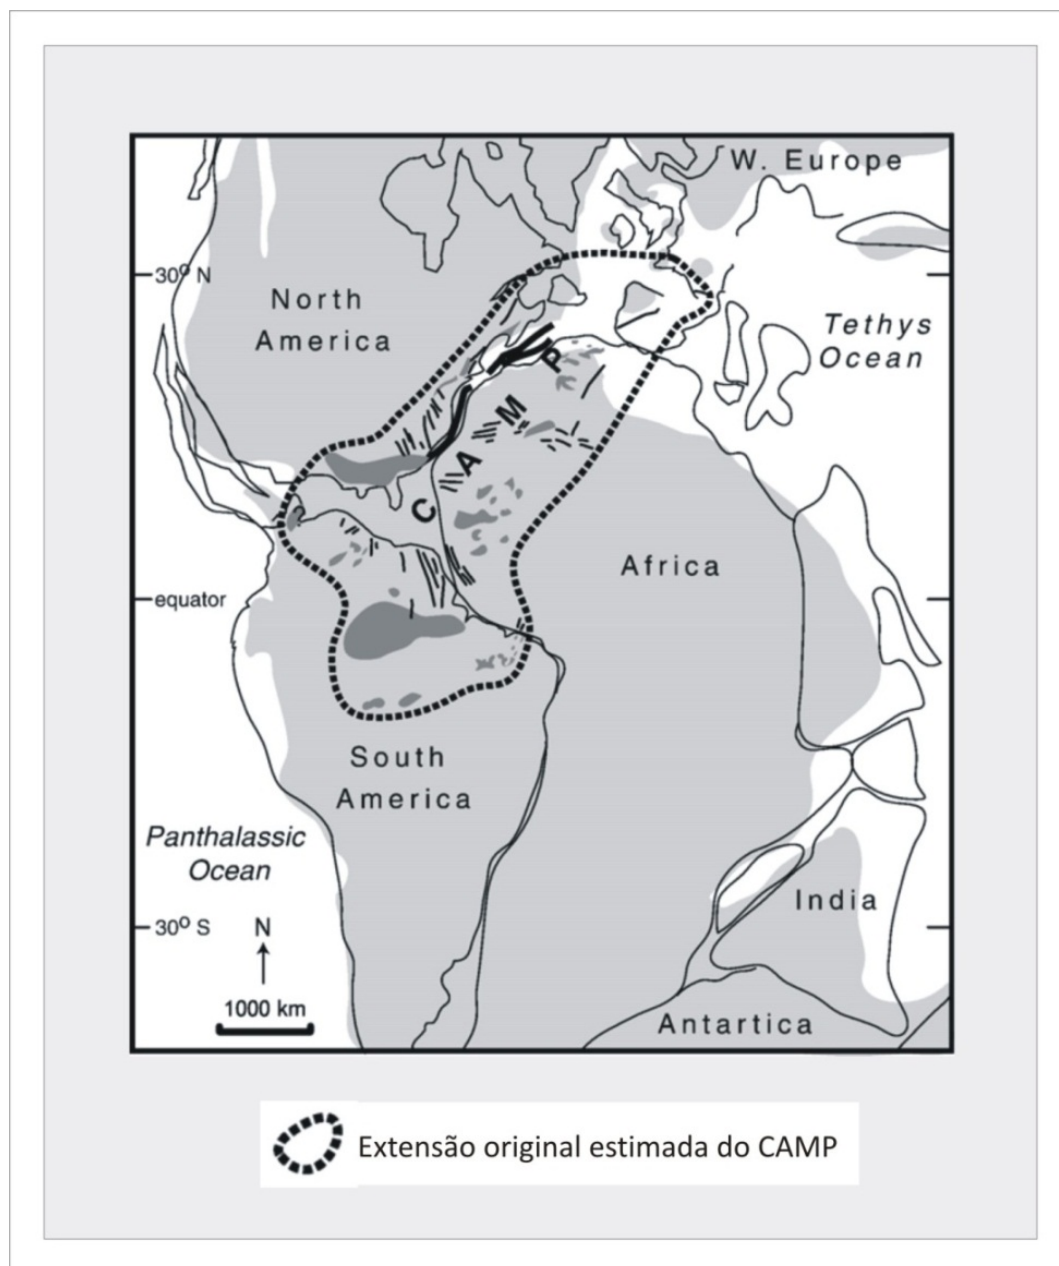 W. Europe
30° N
North
America
Tethys
Ocean
P
M
A
C
Africa
equator
South
America
Panthalassic
Ocean
India
30° S
N
1000 km
Antartica
Extensão original estimada do CAMP